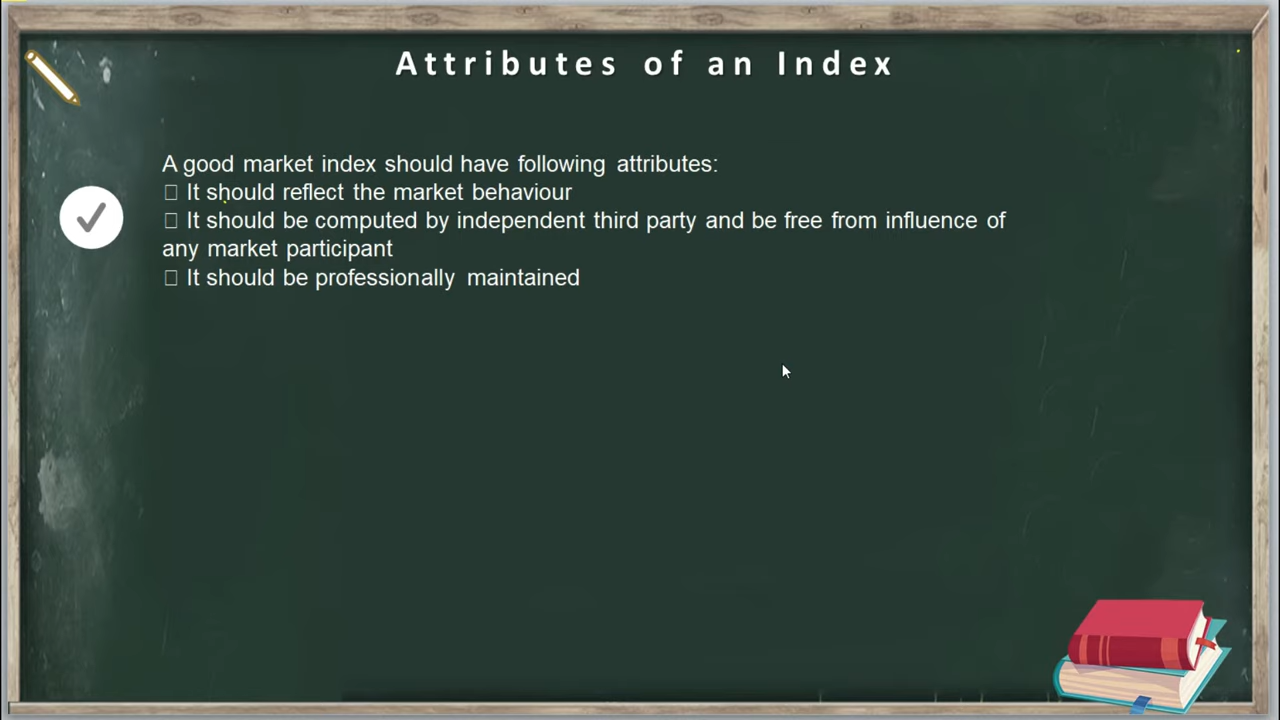 Attributes of an Index
A good market index should have following attributes:
□ It should reflect the market behaviour
□ It should be computed by independent third party and be free from influence of
any market participant
□ It should be professionally maintained